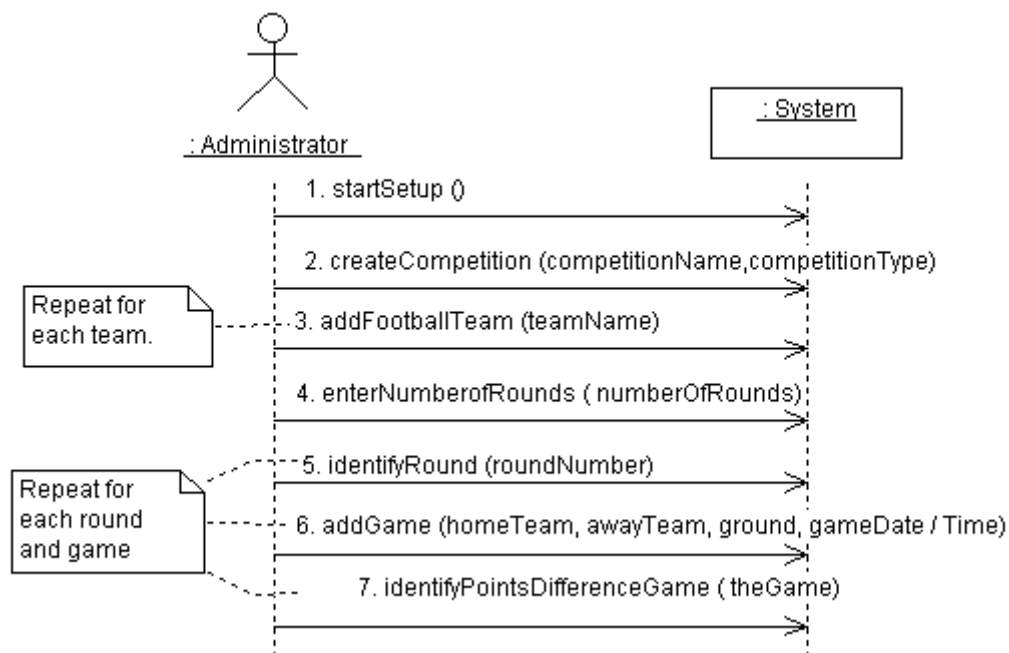 : Administrator
: System
1. startSetup ()
2. createCompetition (competitionName,competitionType)
Repeat for
each team.
3. addFootballTeam (teamName)
4. enterNumberofRounds ( numberOfRounds)
5. identifyRound (roundNumber)
Repeat for
each round
and game
6. addGame (homeTeam, awayTeam, ground, gameDate / Time)
7. identifyPointsDifferenceGame ( theGame)